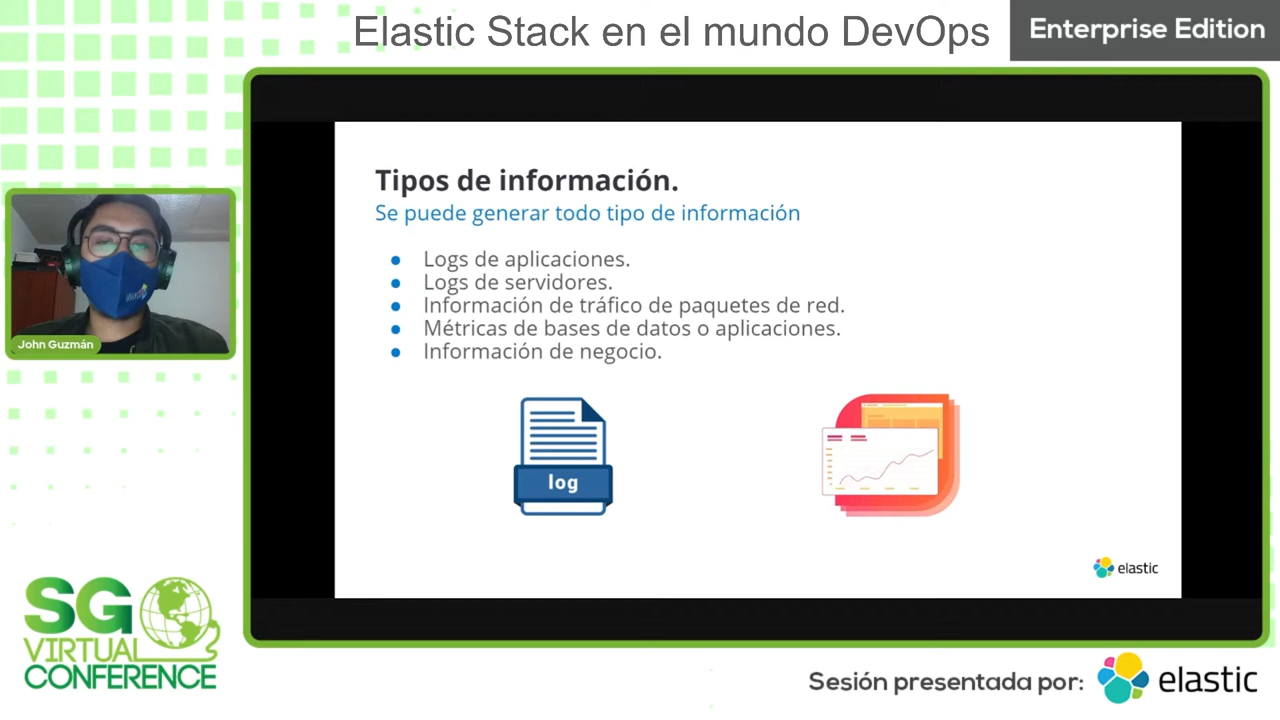 Elastic Stack en el mundo DevOps
Enterprise Edition
Tipos de información.
Se puede generar todo tipo de información
● Logs de aplicaciones.
● Logs de servidores.
● Información de tráfico de paquetes de red.
● Métricas de bases de datos o aplicaciones.
● Información de negocio.
log
elastic
John Guzmán
SG
VIRTUAL
CONFERENCE
Sesión presentada por: elastic